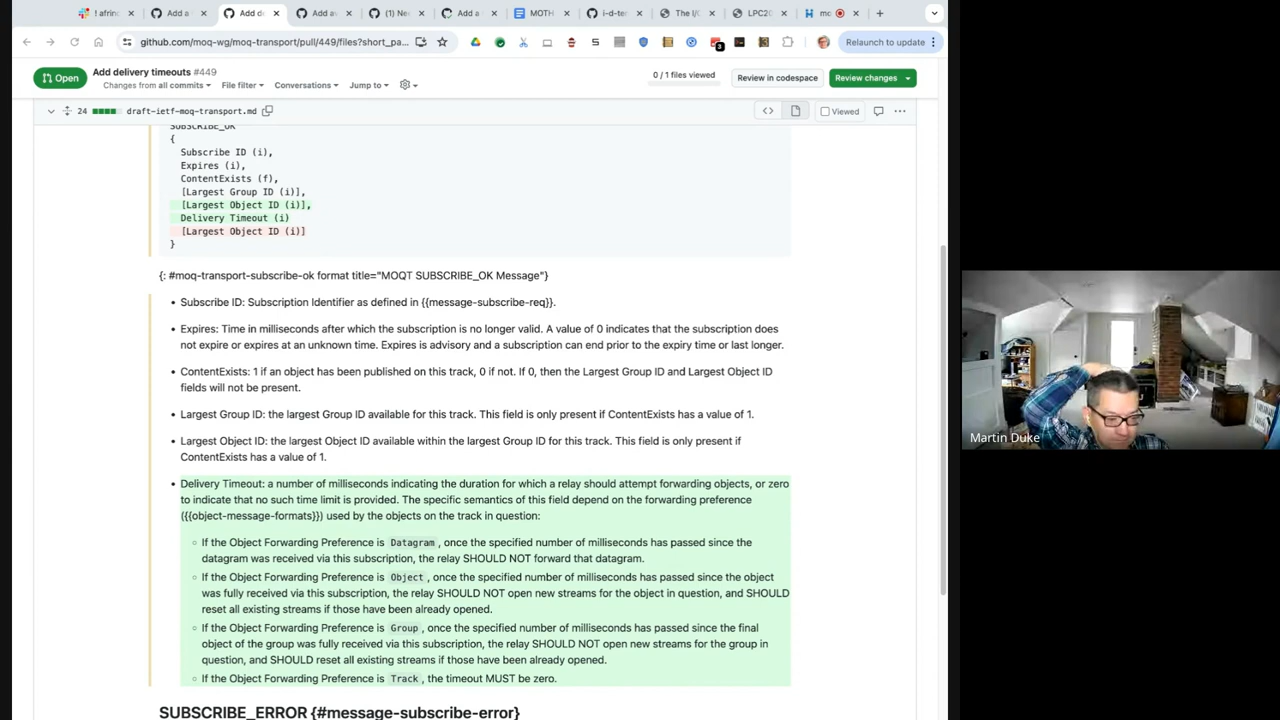 ! afrind
Add a
Add d
Add av
(1) Nee
Add a
MOTH
i-d-ter
The I/O
LPC20
mo
github.com/moq-wg/moq-transport/pull/449/files?short_pa...
3
Relaunch to update
Open
Add delivery timeouts #449
Changes from all commits
File filter
Conversations
Jump to
0 / 1 files viewed
Review in codespace
Review changes
24
draft-ietf-moq-transport.md
Viewed
SUBSCRIBE_OK
{
Subscribe ID (i),
Expires (i),
ContentExists (f),
[Largest Group ID (i)],
[Largest Object ID (i)],
Delivery Timeout (i)
[Largest Object ID (i)]
}
{: #moq-transport-subscribe-ok format title="MOQT SUBSCRIBE_OK Message"}
• Subscribe ID: Subscription Identifier as defined in {{message-subscribe-req}}.
• Expires: Time in milliseconds after which the subscription is no longer valid. A value of 0 indicates that the subscription does
not expire or expires at an unknown time. Expires is advisory and a subscription can end prior to the expiry time or last longer.
• ContentExists: 1 if an object has been published on this track, 0 if not. If 0, then the Largest Group ID and Largest Object ID
fields will not be present.
• Largest Group ID: the largest Group ID available for this track. This field is only present if ContentExists has a value of 1.
• Largest Object ID: the largest Object ID available within the largest Group ID for this track. This field is only present if
ContentExists has a value of 1.
• Delivery Timeout: a number of milliseconds indicating the duration for which a relay should attempt forwarding objects, or zero
to indicate that no such time limit is provided. The specific semantics of this field depend on the forwarding preference
({{object-message-formats}}) used by the objects on the track in question:
○ If the Object Forwarding Preference is Datagram, once the specified number of milliseconds has passed since the
datagram was received via this subscription, the relay SHOULD NOT forward that datagram.
○ If the Object Forwarding Preference is Object, once the specified number of milliseconds has passed since the object
was fully received via this subscription, the relay SHOULD NOT open new streams for the object in question, and SHOULD
reset all existing streams if those have been already opened.
○ If the Object Forwarding Preference is Group, once the specified number of milliseconds has passed since the final
object of the group was fully received via this subscription, the relay SHOULD NOT open new streams for the group in
question, and SHOULD reset all existing streams if those have been already opened.
○ If the Object Forwarding Preference is Track, the timeout MUST be zero.
SUBSCRIBE_ERROR {#message-subscribe-error}
Martin Duke